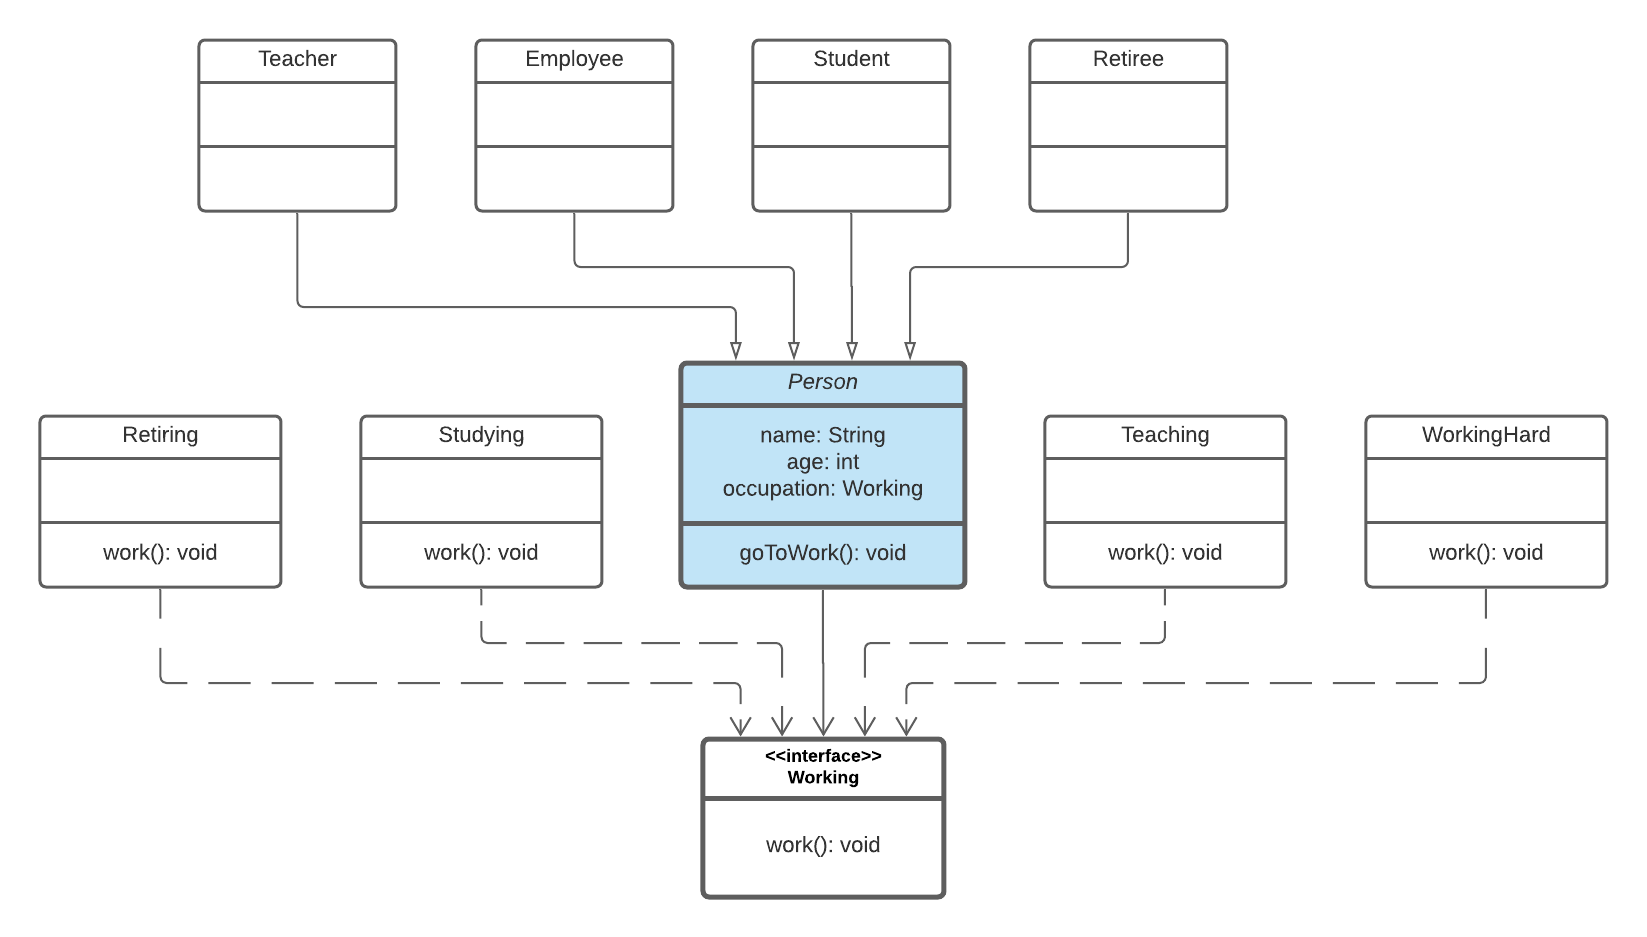 Teacher
Employee
Student
Retiree
Person
name: String
age: int
occupation: Working
goToWork(): void
Retiring
work(): void
Studying
work(): void
Teaching
work(): void
WorkingHard
work(): void
<<interface>>
Working
work(): void